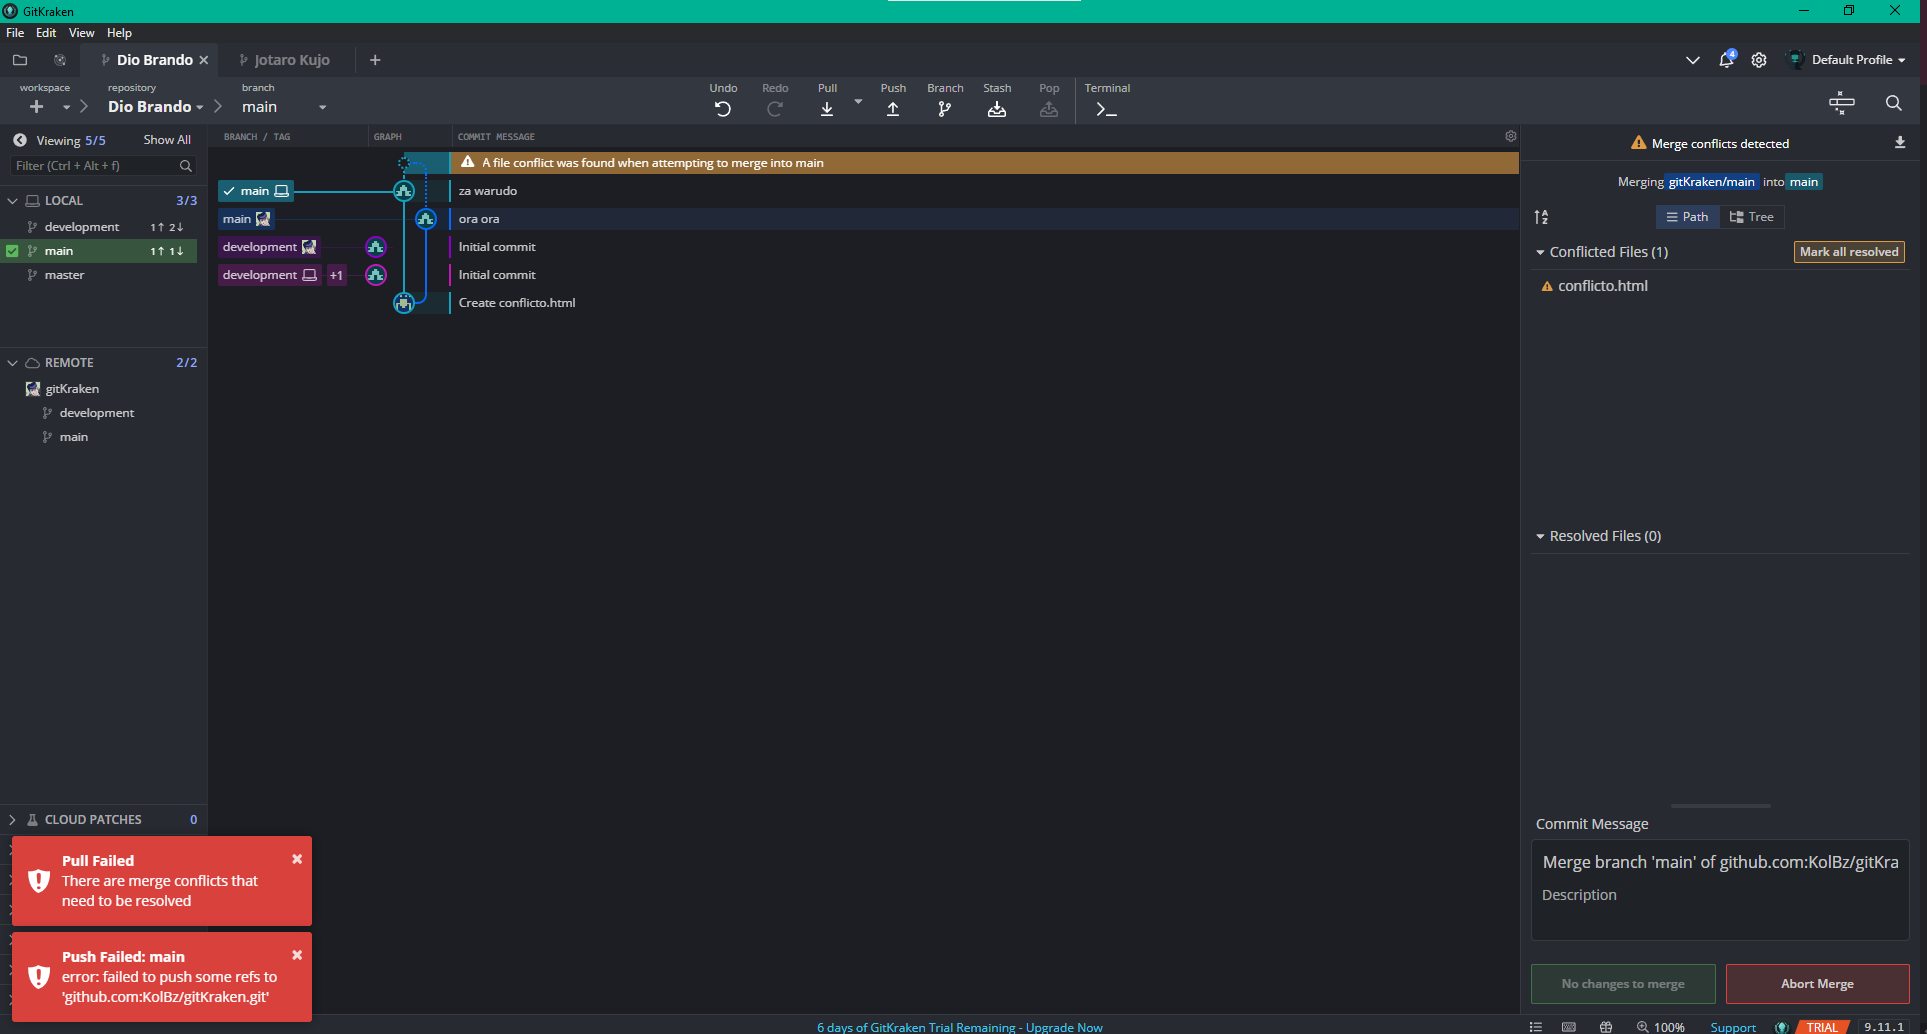 GitKraken
File Edit View Help
Dio Brando
Jotaro Kujo
Default Profile
4
workspace
repository
Dio Brando
branch
main
Undo
Redo
Pull
Push
Branch
Stash
Pop
Terminal
Viewing 5/5
Show All
Filter (Ctrl + Alt + f)
LOCAL 3/3
development 1↑ 2↓
main 1↑ 1↓
master
REMOTE 2/2
gitKraken
development
main
CLOUD PATCHES 0
BRANCH / TAG
GRAPH
COMMIT MESSAGE
A file conflict was found when attempting to merge into main
main
za warudo
main
ora ora
development
Initial commit
development +1
Initial commit
Create conflicto.html
Merge conflicts detected
Merging gitKraken/main into main
Path
Tree
Conflicted Files (1)
Mark all resolved
conflicto.html
Resolved Files (0)
Commit Message
Merge branch 'main' of github.com:KolBz/gitKra
Description
No changes to merge
Abort Merge
Pull Failed
There are merge conflicts that
need to be resolved
Push Failed: main
error: failed to push some refs to
'github.com:KolBz/gitKraken.git'
6 days of GitKraken Trial Remaining - Upgrade Now
100%
Support
TRIAL
9.11.1